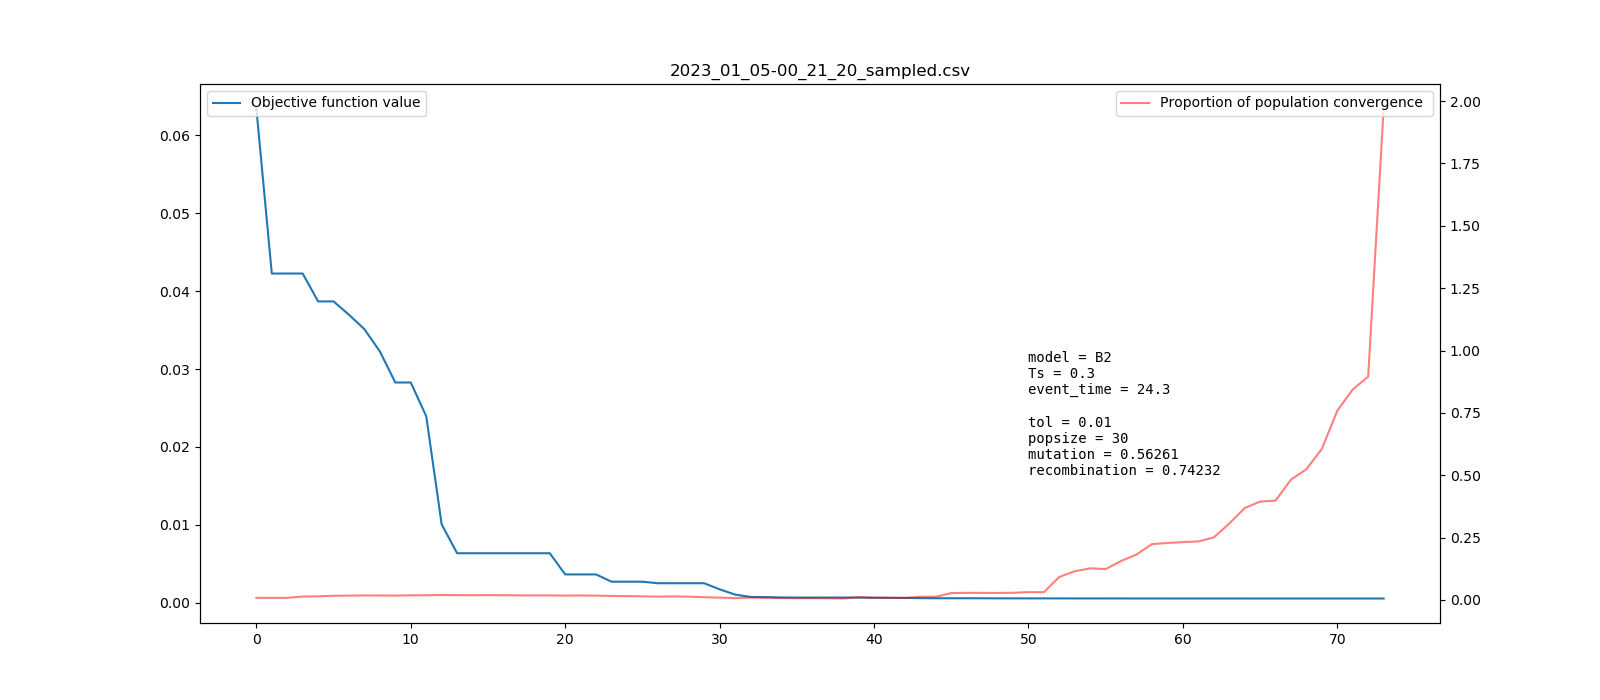 2023_01_05-00_21_20_sampled.csv
Objective function value
Proportion of population convergence
0.06
0.05
0.04
0.03
0.02
0.01
0.00
2.00
1.75
1.50
1.25
1.00
0.75
0.50
0.25
0.00
model = B2
Ts = 0.3
event_time = 24.3
tol = 0.01
popsize = 30
mutation = 0.56261
recombination = 0.74232
0 10 20 30 40 50 60 70